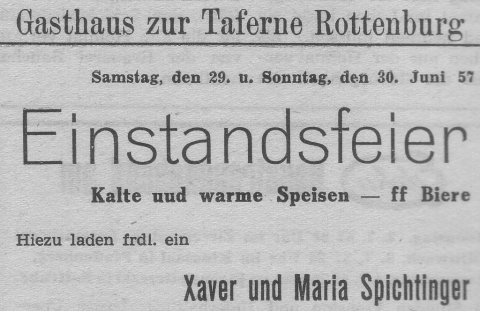 Gasthaus zur Taferne Rottenburg
Samstag, den 29. u. Sonntag, den 30. Juni 57
Einstandsfeier
Kalte uud warme Speisen — ff Biere
Hiezu laden frdl. ein
Xaver und Maria Spichtinger